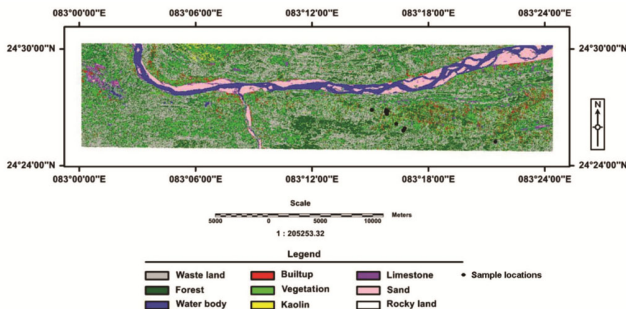 083°00'00"E 083°06'00"E 083°12'00"E 083°18'00"E 083°24'00"E
24°30'00"N 24°30'00"N
N
24°24'00"N 24°24'00"N
083°00'00"E 083°06'00"E 083°12'00"E 083°18'00"E 083°24'00"E
Scale
5000 0 5000 10000 Meters
1 : 205253.32
Legend
Waste land Builtup Limestone Sample locations
Forest Vegetation Sand
Water body Kaolin Rocky land